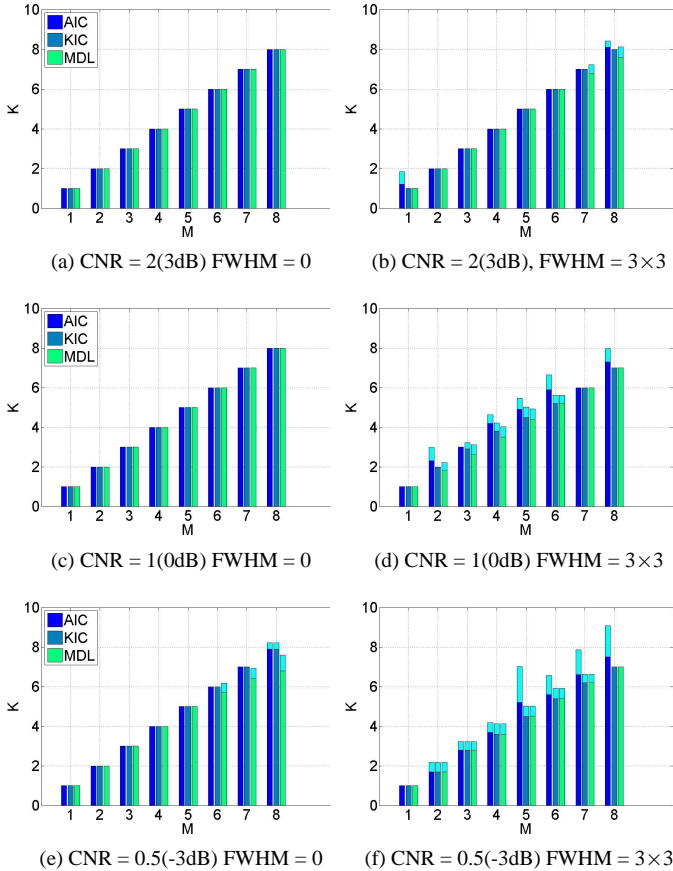 10
8
6
4
2
0
K
AIC
KIC
MDL
1 2 3 4 5 6 7 8
M
(a) CNR = 2(3dB) FWHM = 0
10
8
6
4
2
0
K
1 2 3 4 5 6 7 8
M
(b) CNR = 2(3dB), FWHM = 3×3
10
8
6
4
2
0
K
AIC
KIC
MDL
1 2 3 4 5 6 7 8
M
(c) CNR = 1(0dB) FWHM = 0
10
8
6
4
2
0
K
1 2 3 4 5 6 7 8
M
(d) CNR = 1(0dB) FWHM = 3×3
10
8
6
4
2
0
K
AIC
KIC
MDL
1 2 3 4 5 6 7 8
M
(e) CNR = 0.5(-3dB) FWHM = 0
10
8
6
4
2
0
K
1 2 3 4 5 6 7 8
M
(f) CNR = 0.5(-3dB) FWHM = 3×3